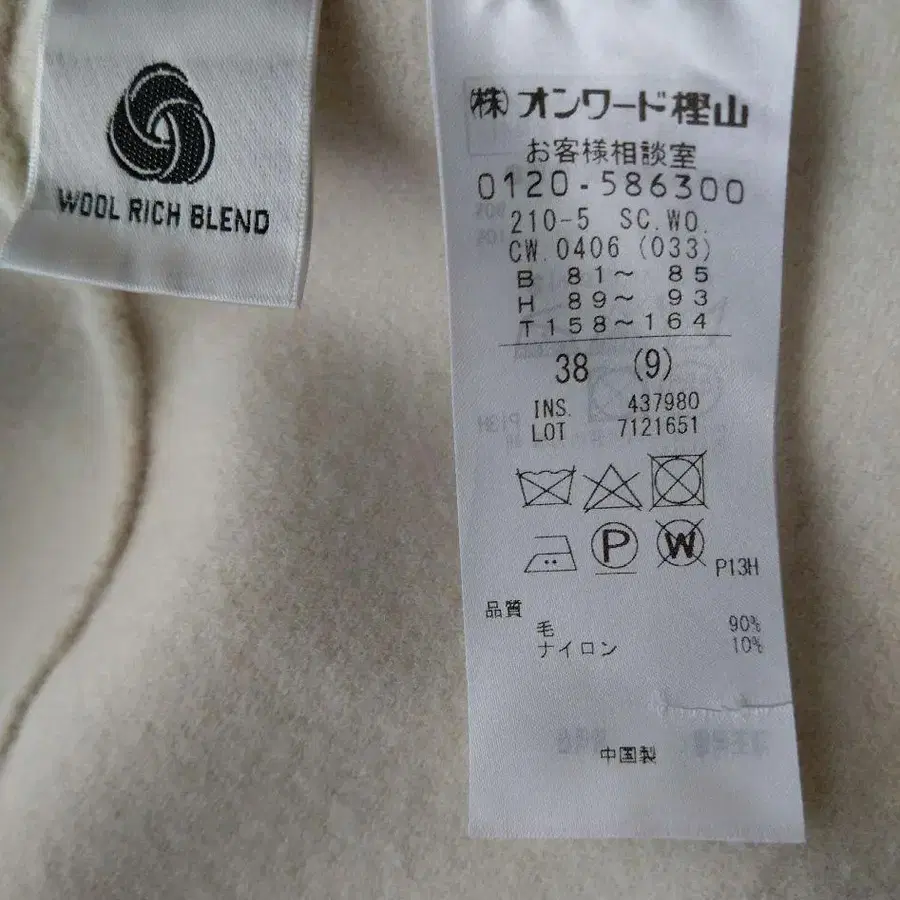 WOOL RICH BLEND
(株)オンワード樫山
お客様相談室
0120-586300
210-5 SC.WO.
CW.0406 (033)
B 81~ 85
H 89~ 93
T158~164
38 (9)
INS. 437980
LOT 7121651
P W P13H
品質
毛 90%
ナイロン 10%
中国製